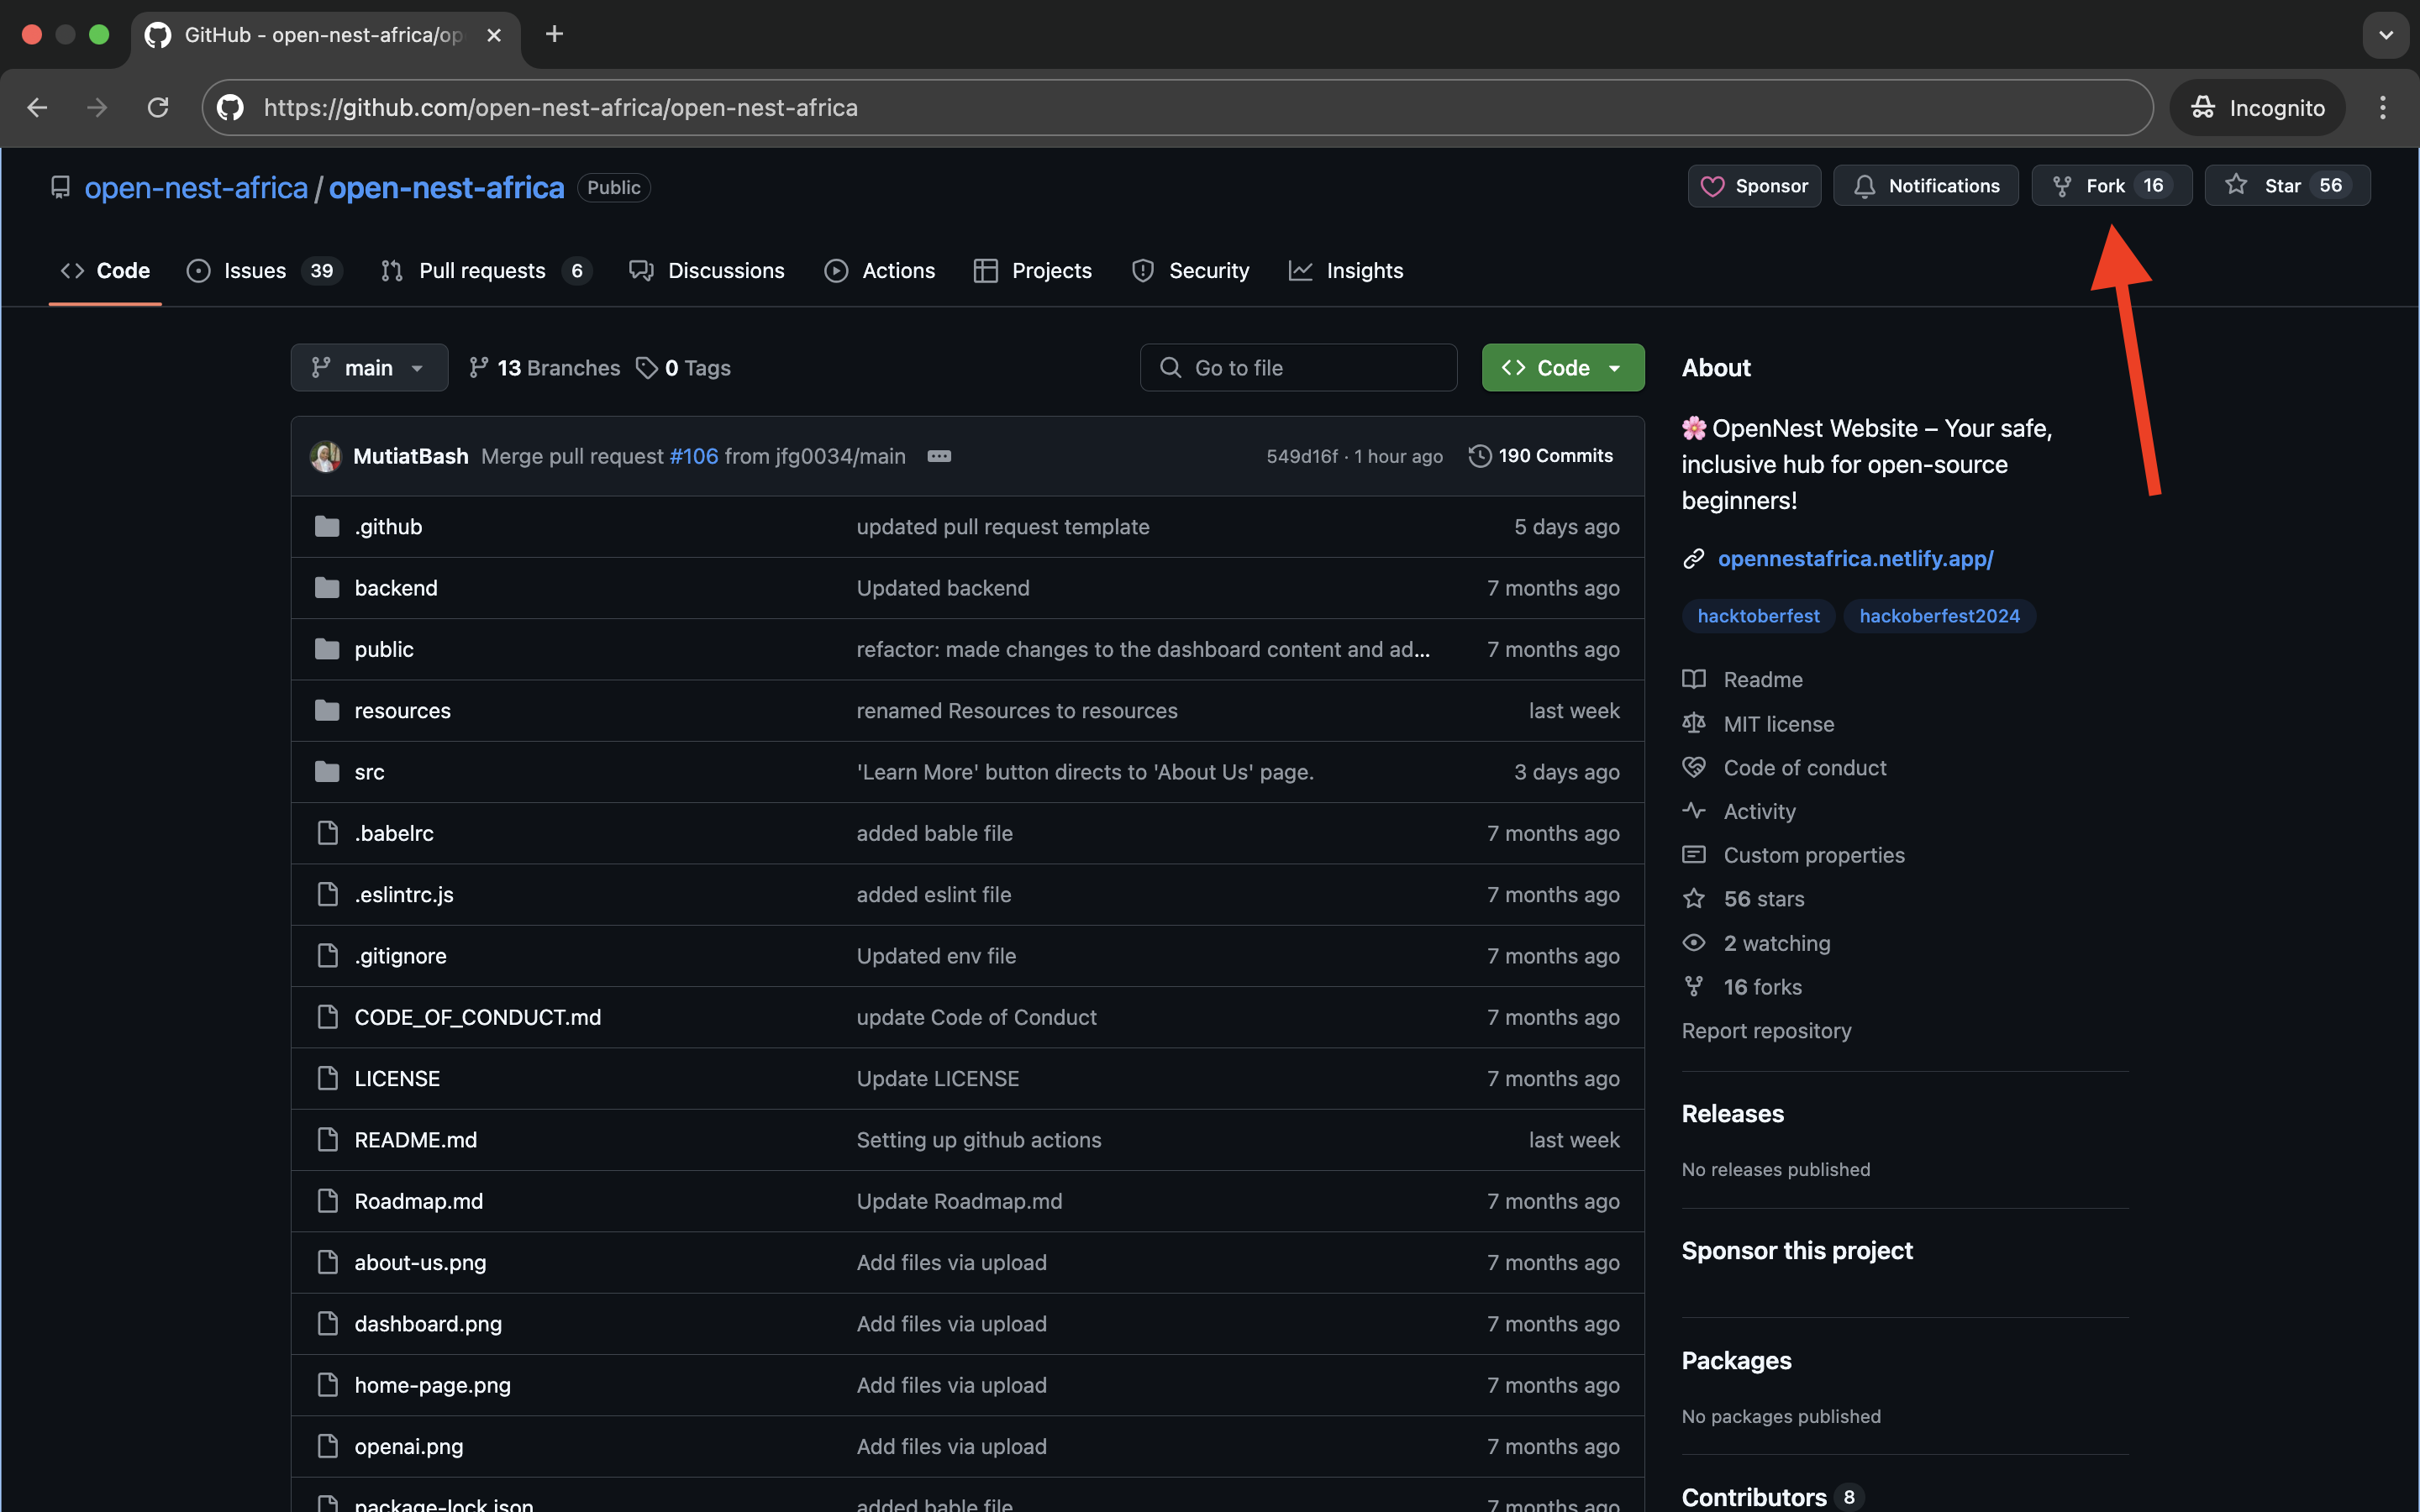 GitHub - open-nest-africa/op
https://github.com/open-nest-africa/open-nest-africa
Incognito
open-nest-africa / open-nest-africa Public
Sponsor Notifications Fork 16 Star 56
Code Issues 39 Pull requests 6 Discussions Actions Projects Security Insights
main 13 Branches 0 Tags Go to file Code
MutiatBash Merge pull request #106 from jfg0034/main 549d16f · 1 hour ago 190 Commits
.github updated pull request template 5 days ago
backend Updated backend 7 months ago
public refactor: made changes to the dashboard content and ad... 7 months ago
resources renamed Resources to resources last week
src 'Learn More' button directs to 'About Us' page. 3 days ago
.babelrc added bable file 7 months ago
.eslintrc.js added eslint file 7 months ago
.gitignore Updated env file 7 months ago
CODE_OF_CONDUCT.md update Code of Conduct 7 months ago
LICENSE Update LICENSE 7 months ago
README.md Setting up github actions last week
Roadmap.md Update Roadmap.md 7 months ago
about-us.png Add files via upload 7 months ago
dashboard.png Add files via upload 7 months ago
home-page.png Add files via upload 7 months ago
openai.png Add files via upload 7 months ago
package-lock.json added bable file 7 months ago
About
🌸 OpenNest Website – Your safe,
inclusive hub for open-source
beginners!
opennestafrica.netlify.app/
hacktoberfest hackoberfest2024
Readme
MIT license
Code of conduct
Activity
Custom properties
56 stars
2 watching
16 forks
Report repository
Releases
No releases published
Sponsor this project
Packages
No packages published
Contributors 8